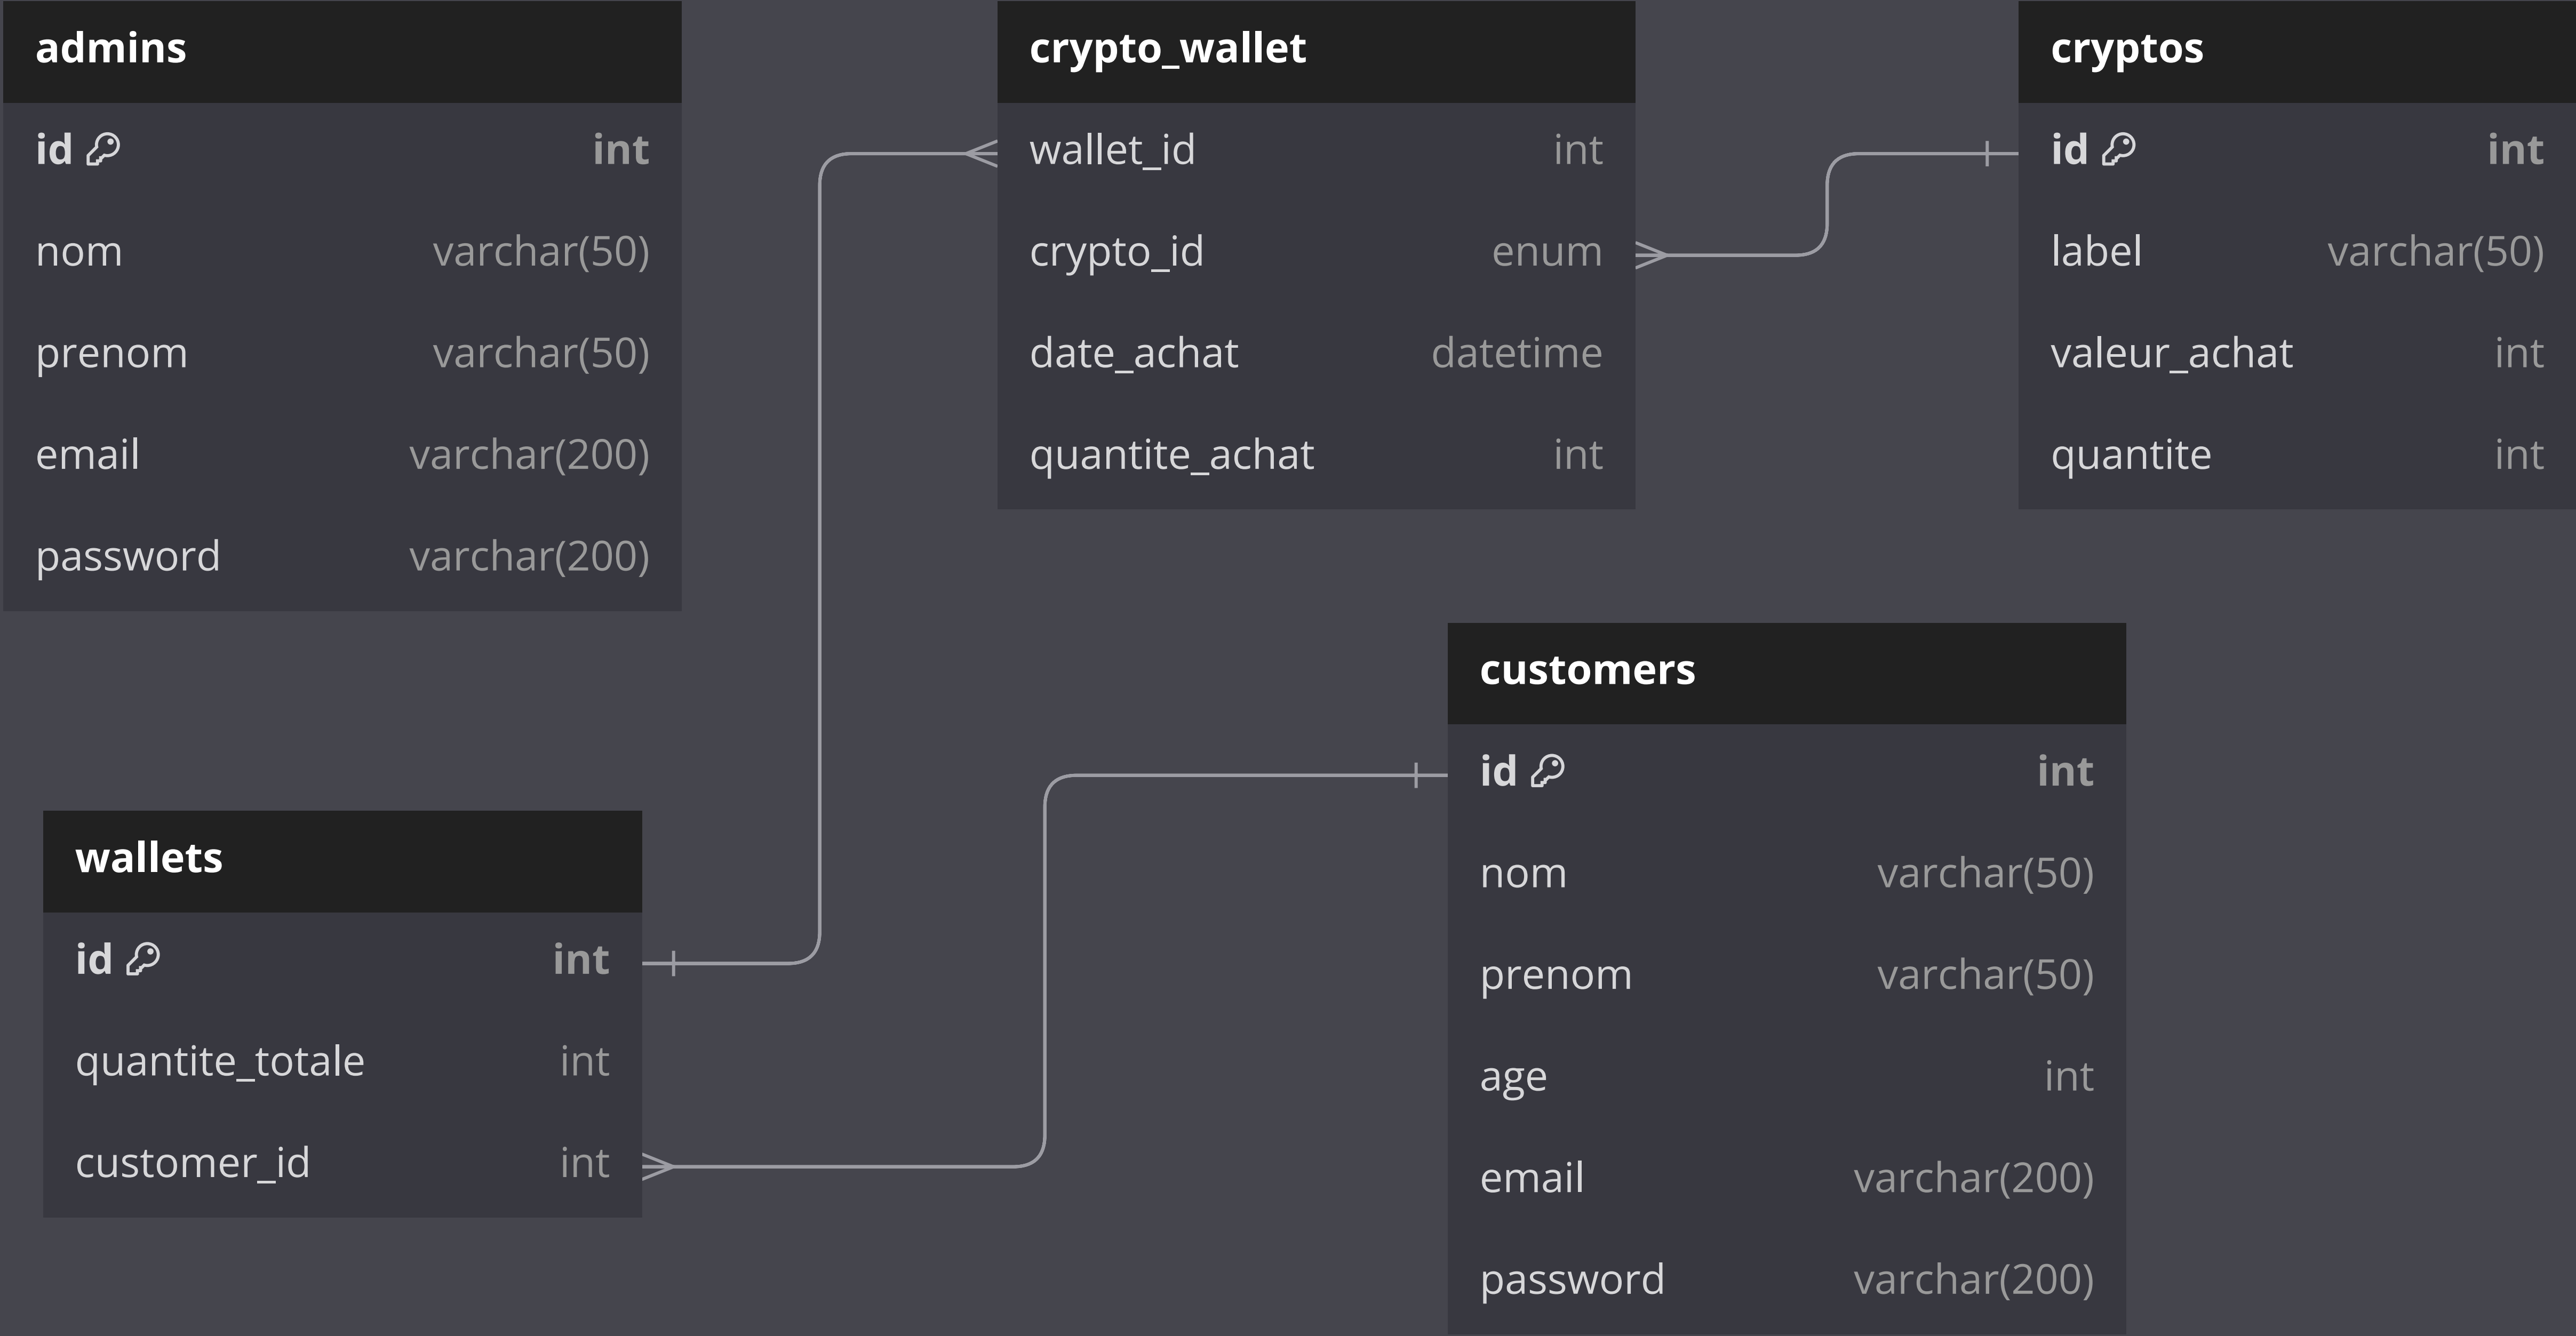 admins
id int
nom varchar(50)
prenom varchar(50)
email varchar(200)
password varchar(200)
crypto_wallet
wallet_id int
crypto_id enum
date_achat datetime
quantite_achat int
cryptos
id int
label varchar(50)
valeur_achat int
quantite int
wallets
id int
quantite_totale int
customer_id int
customers
id int
nom varchar(50)
prenom varchar(50)
age int
email varchar(200)
password varchar(200)